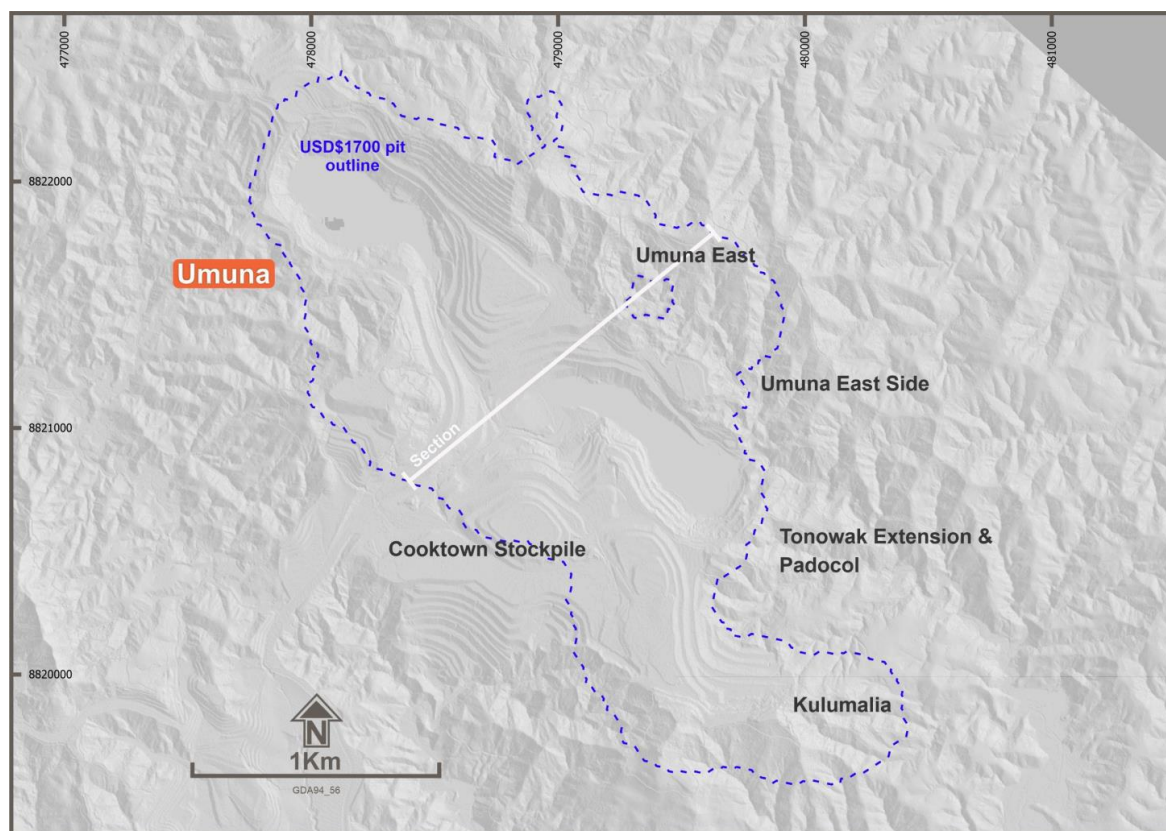 477000
478000
479000
480000
481000
USD$1700 pit
outline
8822000
Umuna East
Umuna
Umuna East Side
8821000
Section
Tonowak Extension &
Padocol
Cooktown Stockpile
8820000
Kulumalia
N
1Km
GDA94_56